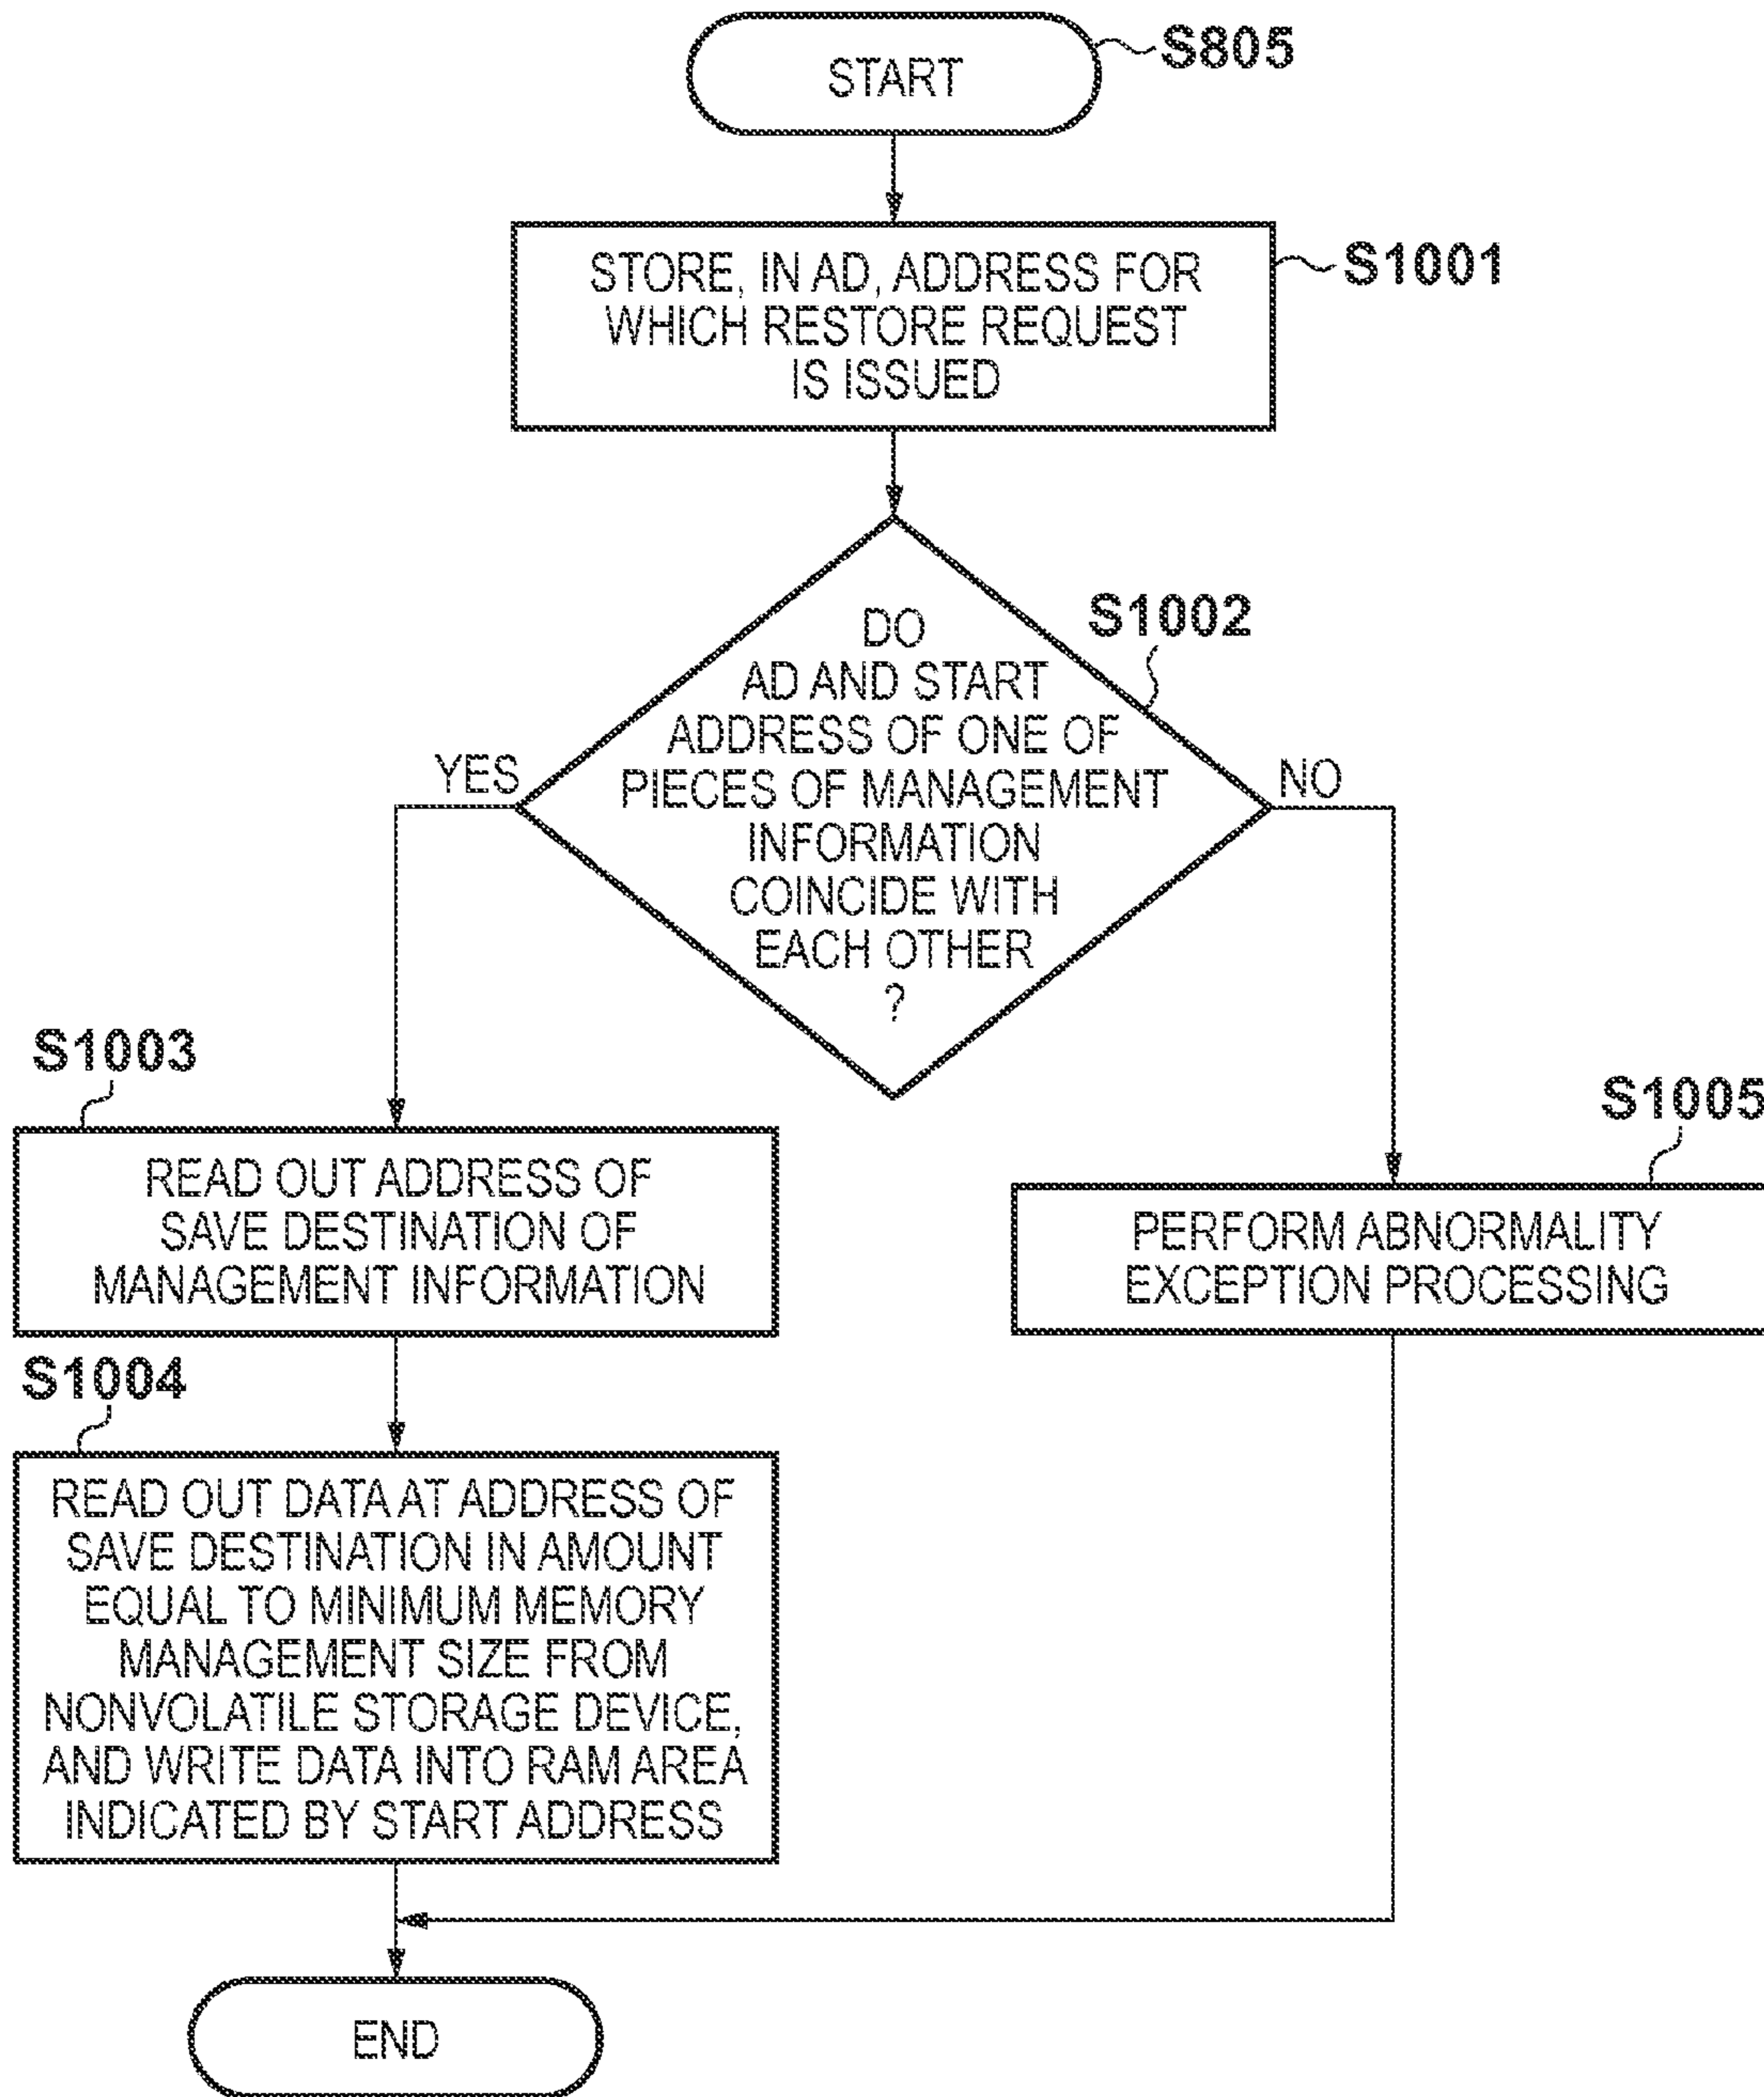 START
S805
STORE, IN AD, ADDRESS FOR
WHICH RESTORE REQUEST
IS ISSUED
S1001
DO
AD AND START
ADDRESS OF ONE OF
PIECES OF MANAGEMENT
INFORMATION
COINCIDE WITH
EACH OTHER
?
S1002
YES
NO
S1003
READ OUT ADDRESS OF
SAVE DESTINATION OF
MANAGEMENT INFORMATION
S1005
PERFORM ABNORMALITY
EXCEPTION PROCESSING
S1004
READ OUT DATA AT ADDRESS OF
SAVE DESTINATION IN AMOUNT
EQUAL TO MINIMUM MEMORY
MANAGEMENT SIZE FROM
NONVOLATILE STORAGE DEVICE,
AND WRITE DATA INTO RAM AREA
INDICATED BY START ADDRESS
END